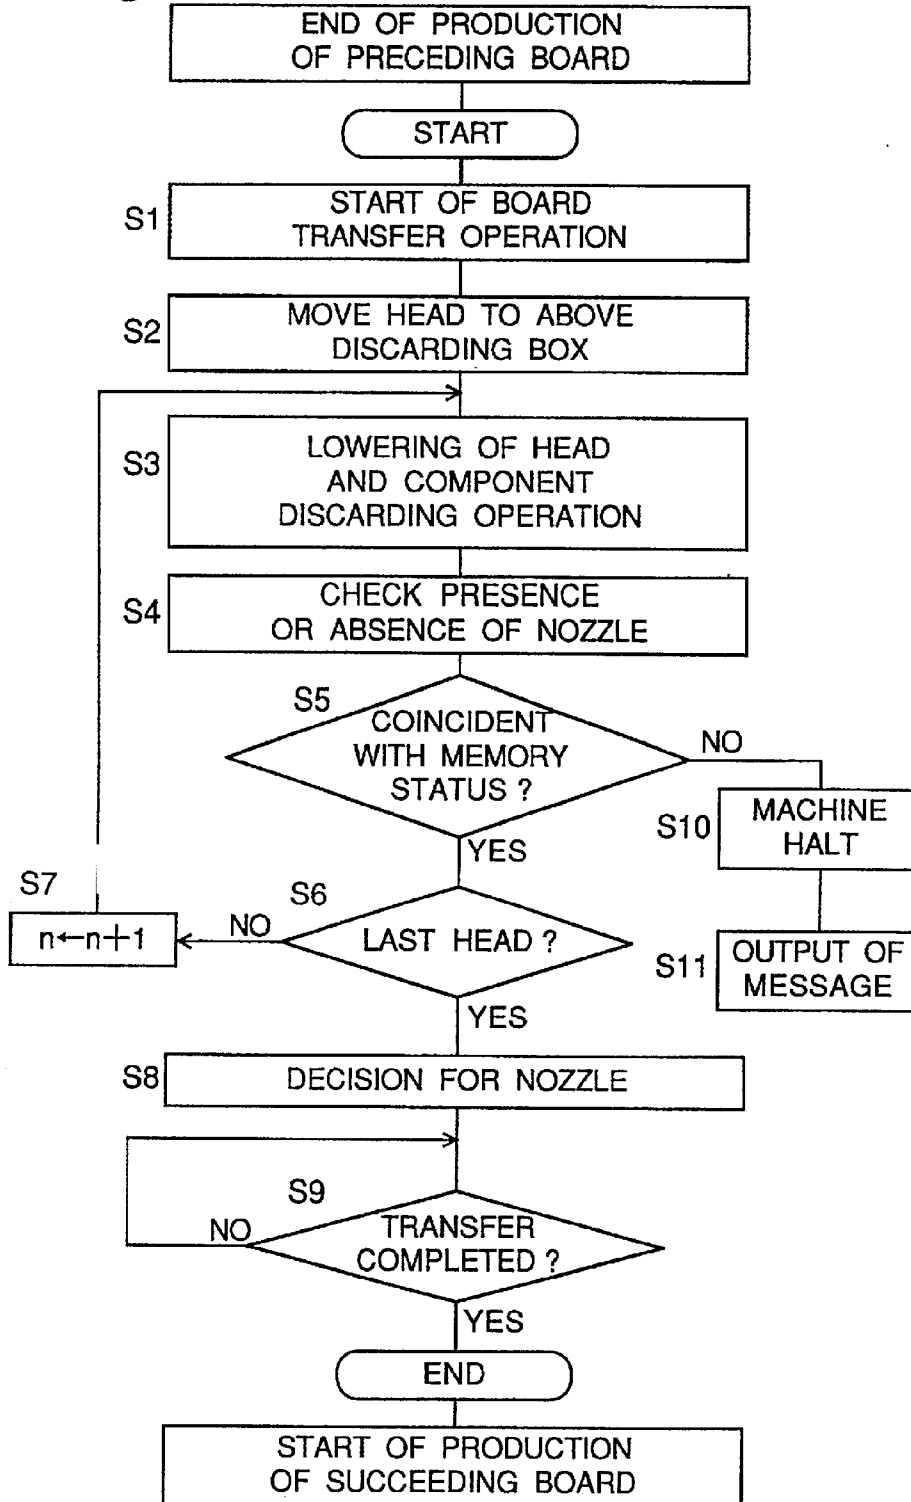 END OF PRODUCTION
OF PRECEDING BOARD
START
S1
START OF BOARD
TRANSFER OPERATION
S2
MOVE HEAD TO ABOVE
DISCARDING BOX
S3
LOWERING OF HEAD
AND COMPONENT
DISCARDING OPERATION
S4
CHECK PRESENCE
OR ABSENCE OF NOZZLE
S5
COINCIDENT
WITH MEMORY
STATUS ?
NO
YES
S10
MACHINE
HALT
S11
OUTPUT OF
MESSAGE
S6
LAST HEAD ?
NO
S7
n←n+1
YES
S8
DECISION FOR NOZZLE
S9
TRANSFER
COMPLETED ?
NO
YES
END
START OF PRODUCTION
OF SUCCEEDING BOARD